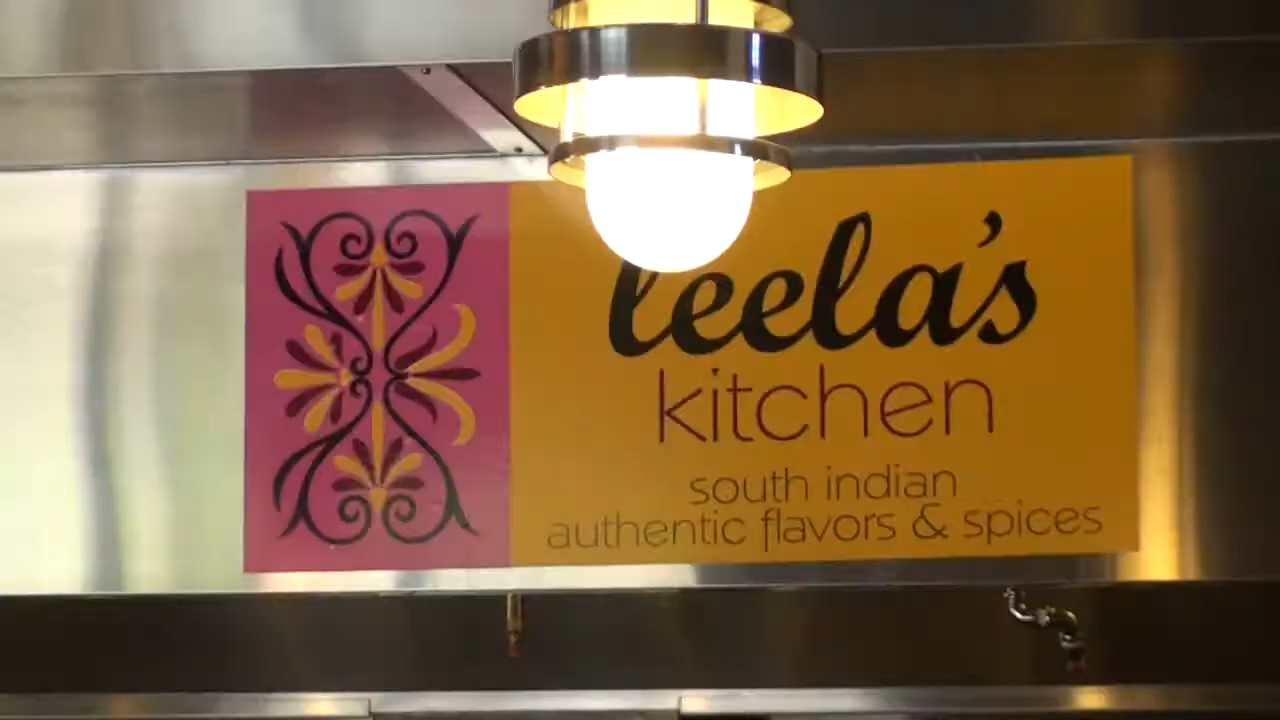 leela's
kitchen
south indian
authentic flavors & spices